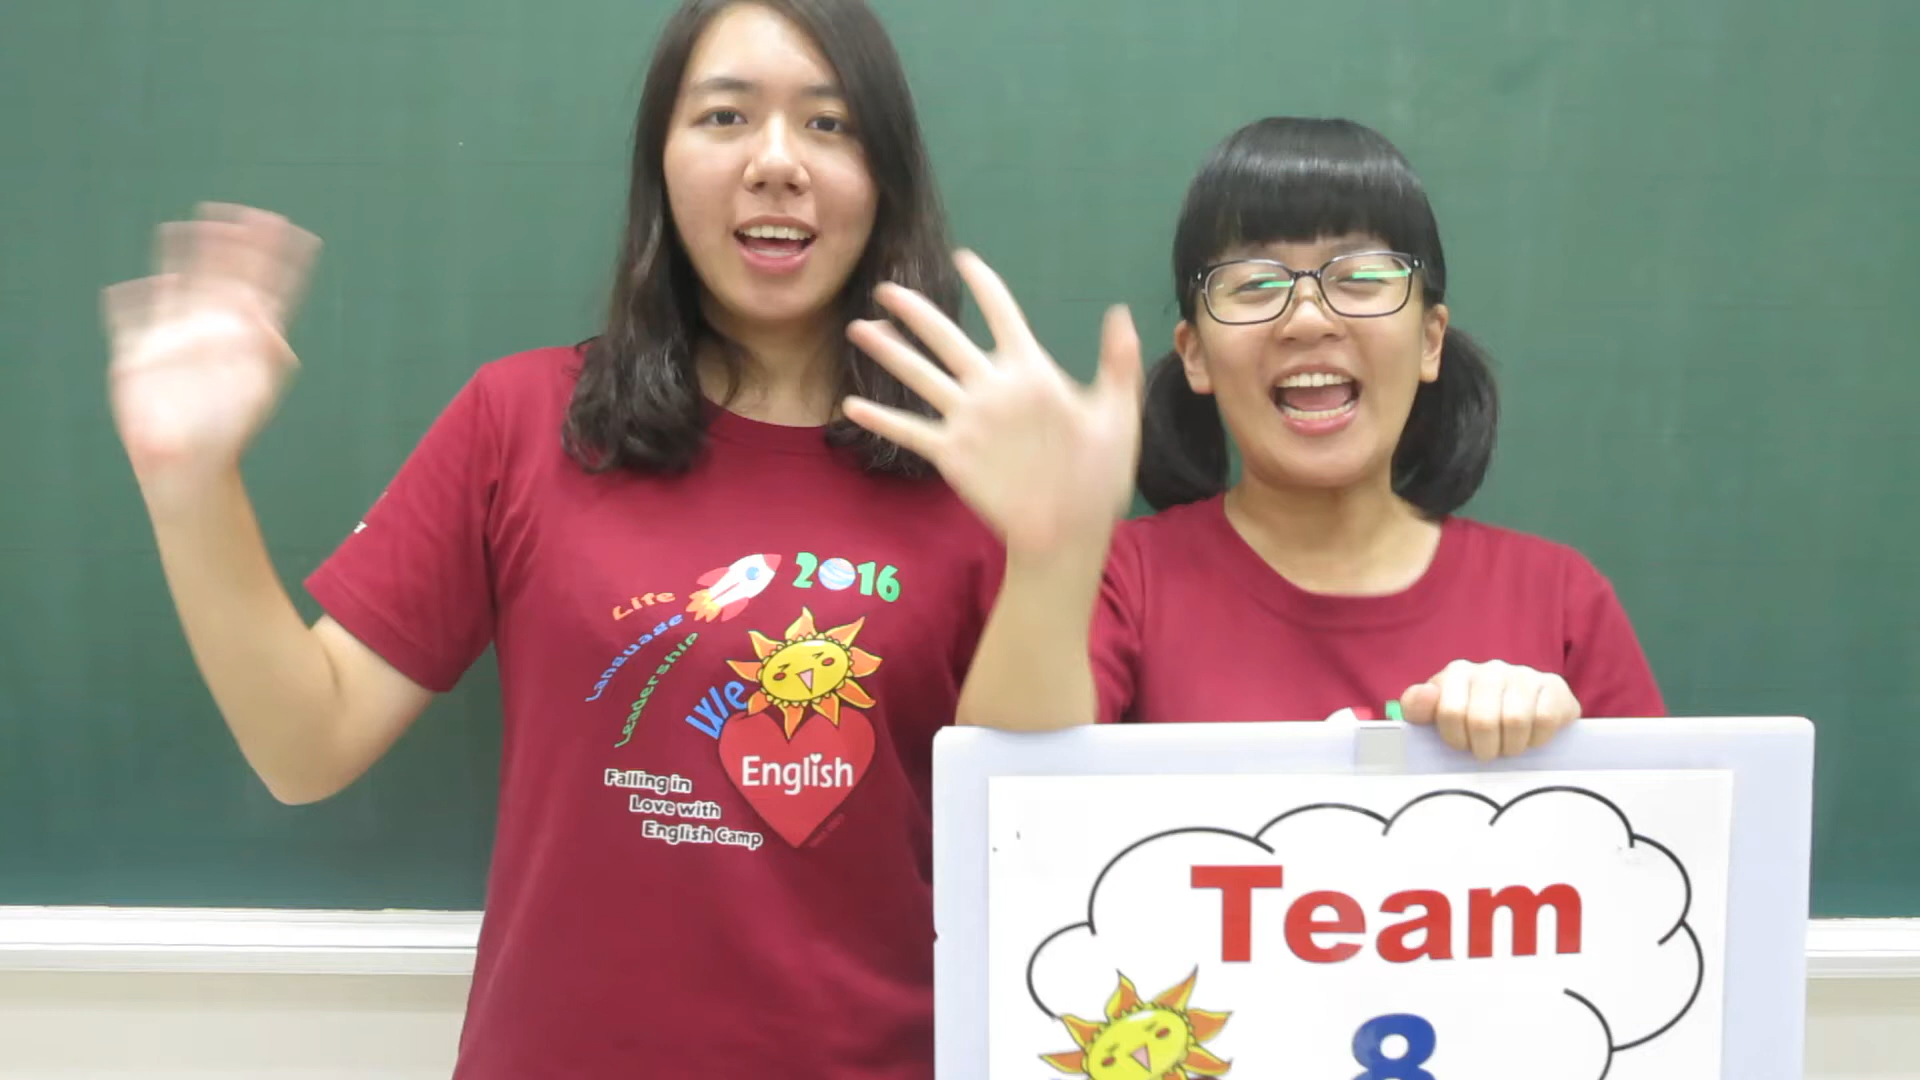 2016
Life
Language
Leadership
We
English
Falling in
Love with
English Camp
Team
8